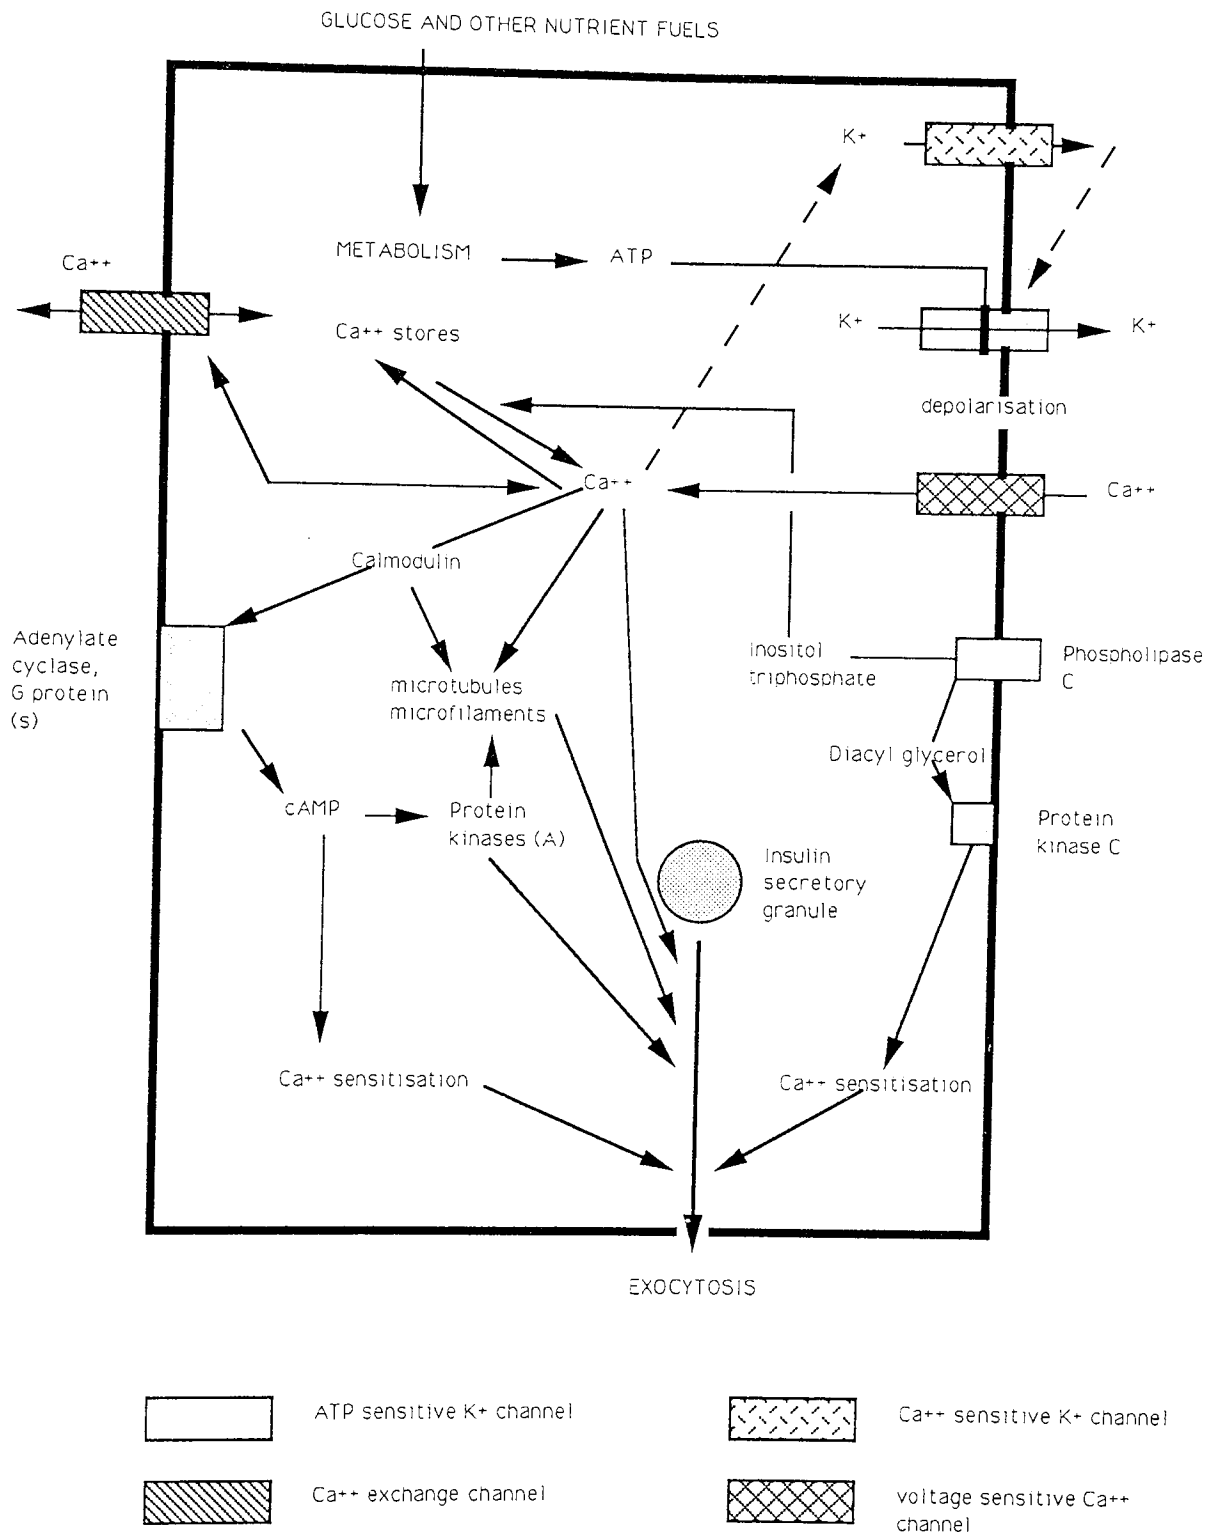 GLUCOSE AND OTHER NUTRIENT FUELS
K+
METABOLISM
ATP
Ca++
Ca++ stores
K+
K+
depolarisation
Ca++
Ca++
Calmodulin
Adenylate
cyclase,
G protein
(s)
Inositol
triphosphate
Phospholipase
C
microtubules
microfilaments
Diacyl glycerol
cAMP
Protein
kinases (A)
Protein
kinase C
Insulin
secretory
granule
Ca++ sensitisation
Ca++ sensitisation
EXOCYTOSIS
ATP sensitive K+ channel
Ca++ sensitive K+ channel
Ca++ exchange channel
voltage sensitive Ca++
channel